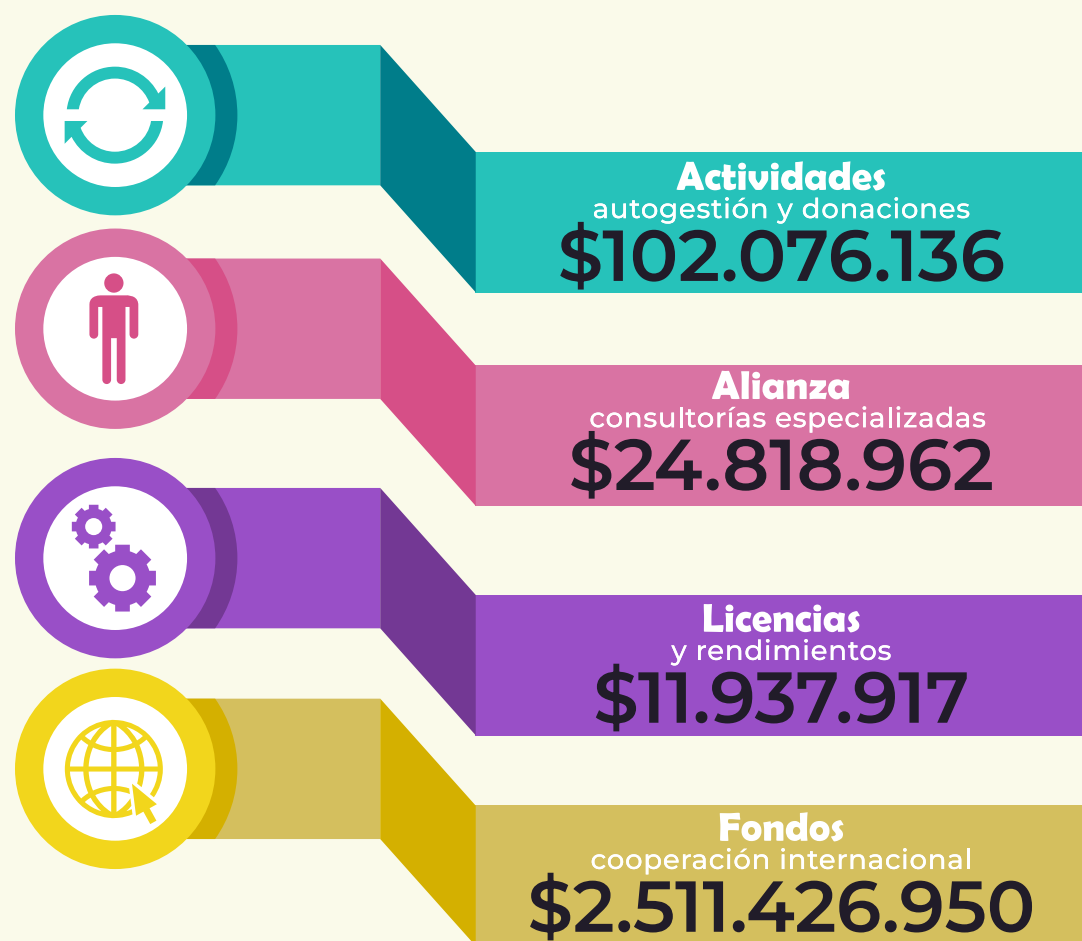 Actividades
autogestión y donaciones
$102.076.136
Alianza
consultorías especializadas
$24.818.962
Licencias
y rendimientos
$11.937.917
Fondos
cooperación internacional
$2.511.426.950